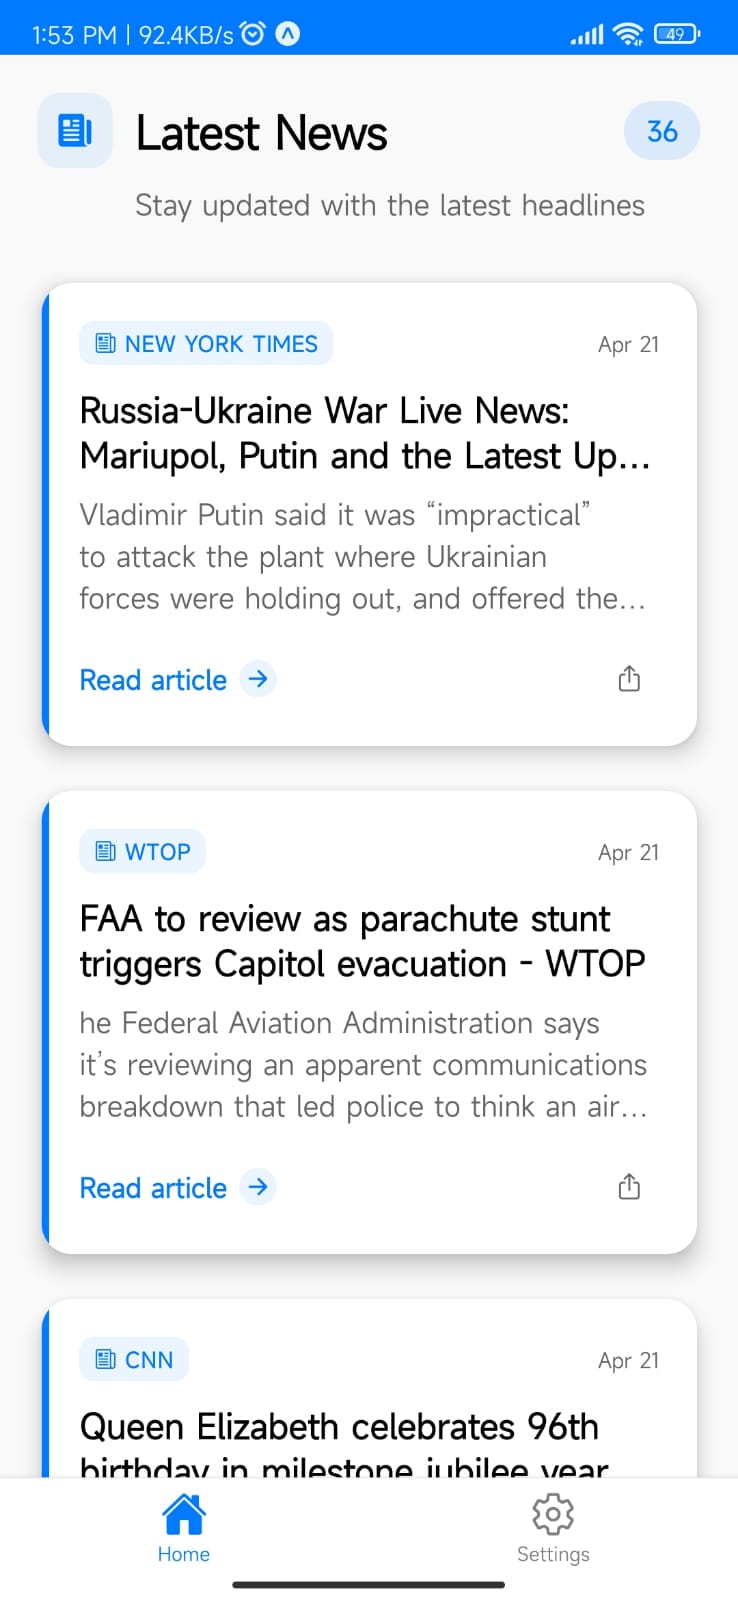 1:53 PM | 92.4KB/s 49
Latest News 36
Stay updated with the latest headlines
NEW YORK TIMES Apr 21
Russia-Ukraine War Live News:
Mariupol, Putin and the Latest Up...
Vladimir Putin said it was “impractical”
to attack the plant where Ukrainian
forces were holding out, and offered the...
Read article
WTOP Apr 21
FAA to review as parachute stunt
triggers Capitol evacuation - WTOP
he Federal Aviation Administration says
it’s reviewing an apparent communications
breakdown that led police to think an air...
Read article
CNN Apr 21
Queen Elizabeth celebrates 96th
birthday in milestone jubilee year
Home Settings